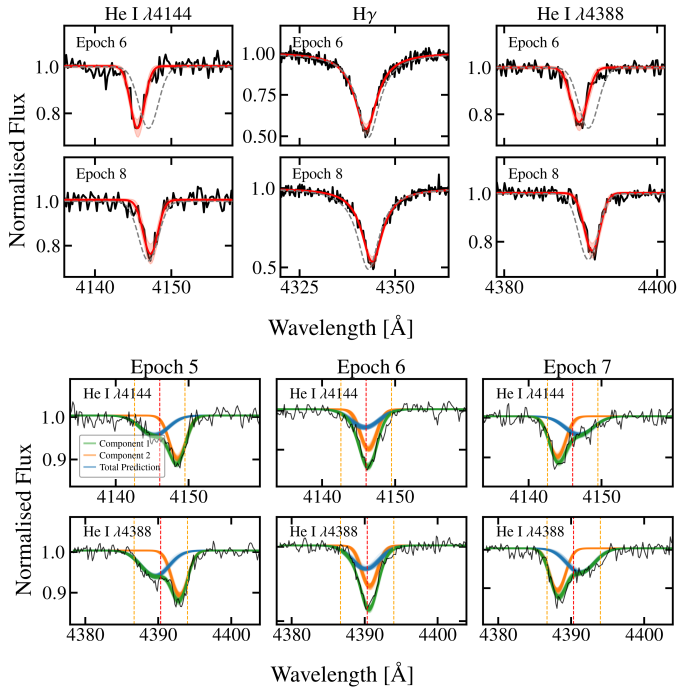 He I λ4144 Hγ He I λ4388
Epoch 6 Epoch 6 Epoch 6
1.0 1.00 1.0
0.8 0.75 0.8
0.50
Epoch 8 Epoch 8 Epoch 8
1.0 1.0 1.0
0.8 0.5 0.8
4140 4150 4325 4350 4380 4400
Normalised Flux
Wavelength [Å]
Epoch 5 Epoch 6 Epoch 7
He I λ4144 He I λ4144 He I λ4144
1.0
0.9
Component 1
Component 2
Total Prediction
4140 4150 4140 4150 4140 4150
He I λ4388 He I λ4388 He I λ4388
1.0
0.9
4380 4390 4400 4380 4390 4400 4380 4390 4400
Normalised Flux
Wavelength [Å]